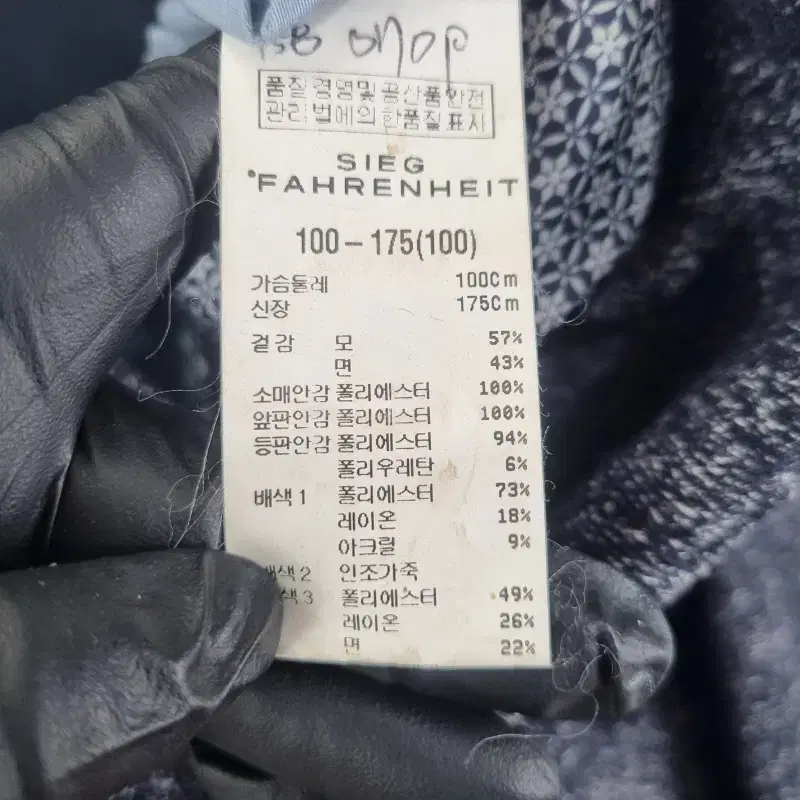 shop
품질경영및공산품안전
관리법에의한품질표시
SIEG
FAHRENHEIT
100-175(100)
가슴둘레 100Cm
신장 175Cm
겉감 모 57%
면 43%
소매안감 폴리에스터 100%
앞판안감 폴리에스터 100%
등판안감 폴리에스터 94%
폴리우레탄 6%
배색1 폴리에스터 73%
레이온 18%
아크릴 9%
배색2 인조가죽
색3 폴리에스터 49%
레이온 26%
면 22%